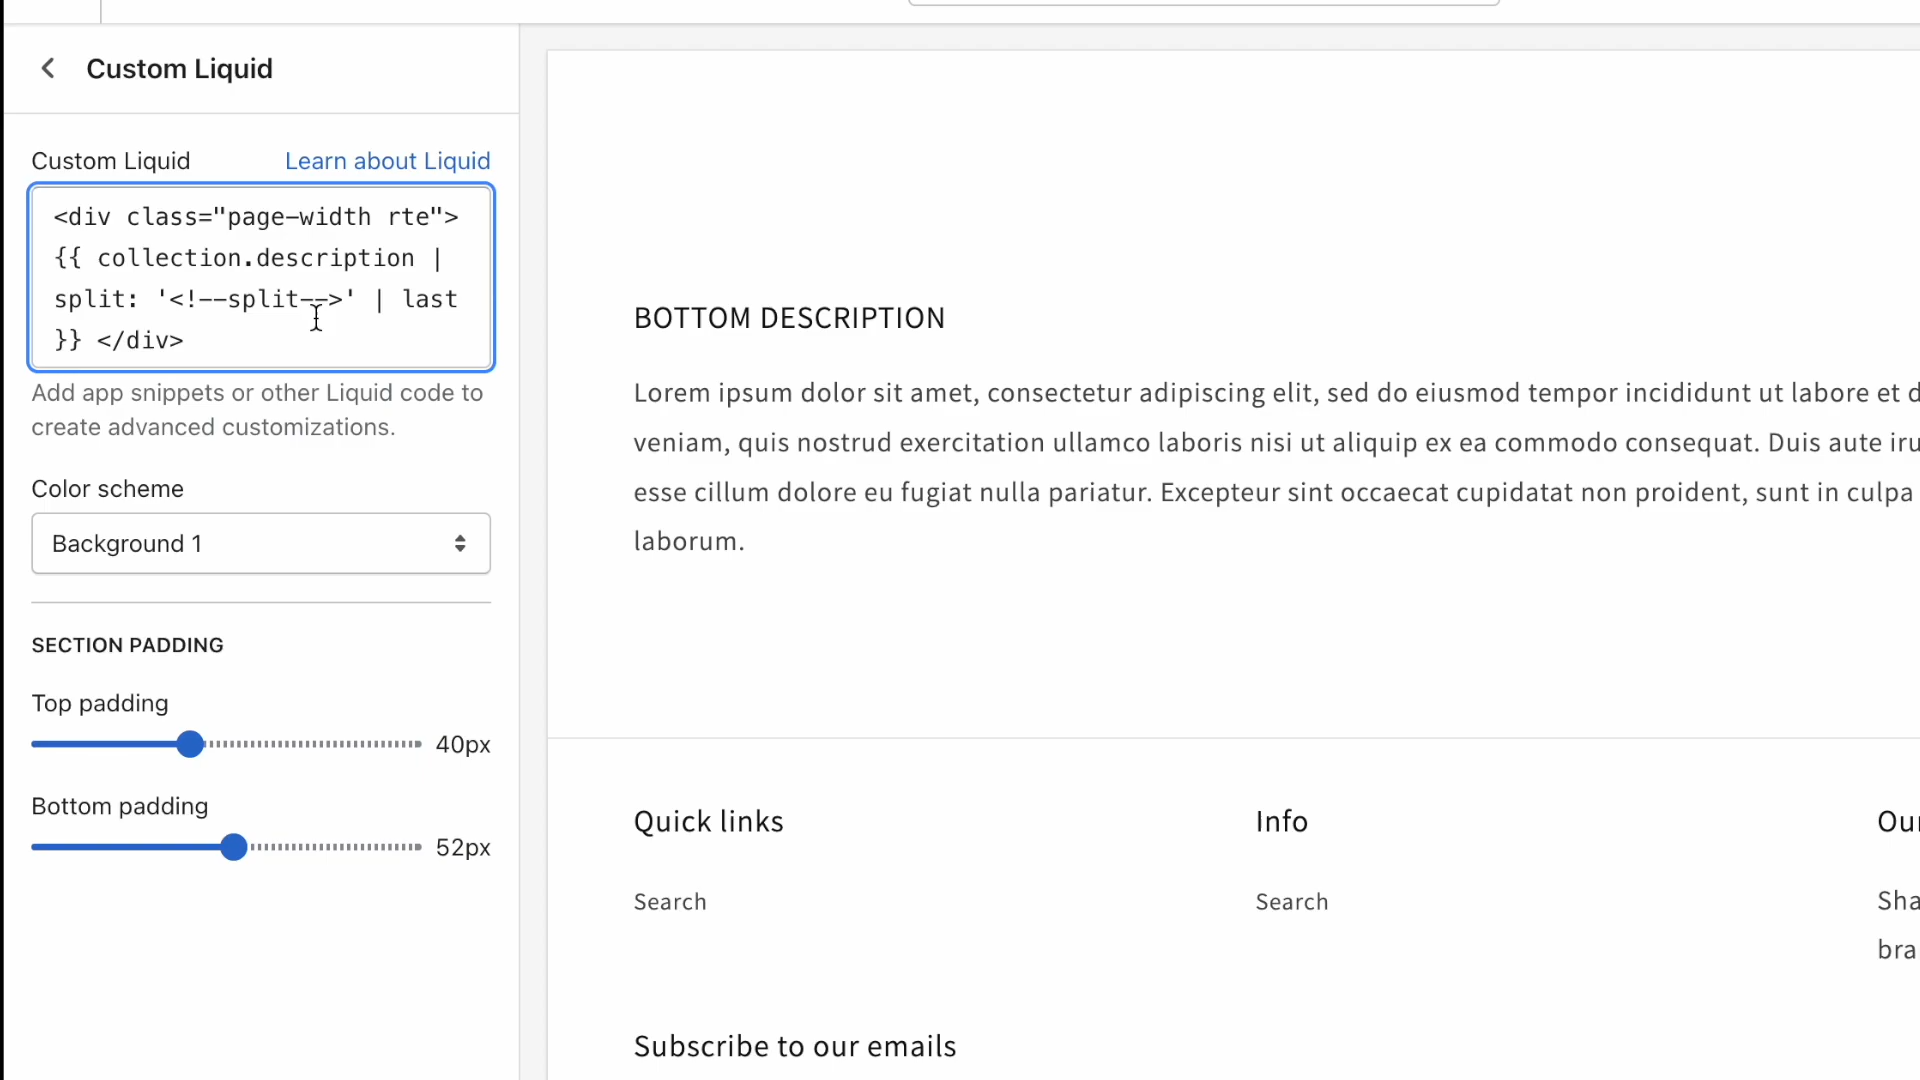 Custom Liquid
Custom Liquid Learn about Liquid
<div class="page-width rte">
{{ collection.description |
split: '<!--split-->' | last
}} </div>
Add app snippets or other Liquid code to
create advanced customizations.
Color scheme
Background 1
SECTION PADDING
Top padding
40px
Bottom padding
52px
BOTTOM DESCRIPTION
Lorem ipsum dolor sit amet, consectetur adipiscing elit, sed do eiusmod tempor incididunt ut labore et d
veniam, quis nostrud exercitation ullamco laboris nisi ut aliquip ex ea commodo consequat. Duis aute iru
esse cillum dolore eu fugiat nulla pariatur. Excepteur sint occaecat cupidatat non proident, sunt in culpa
laborum.
Quick links
Search
Info
Search
Our
Sha
bra
Subscribe to our emails